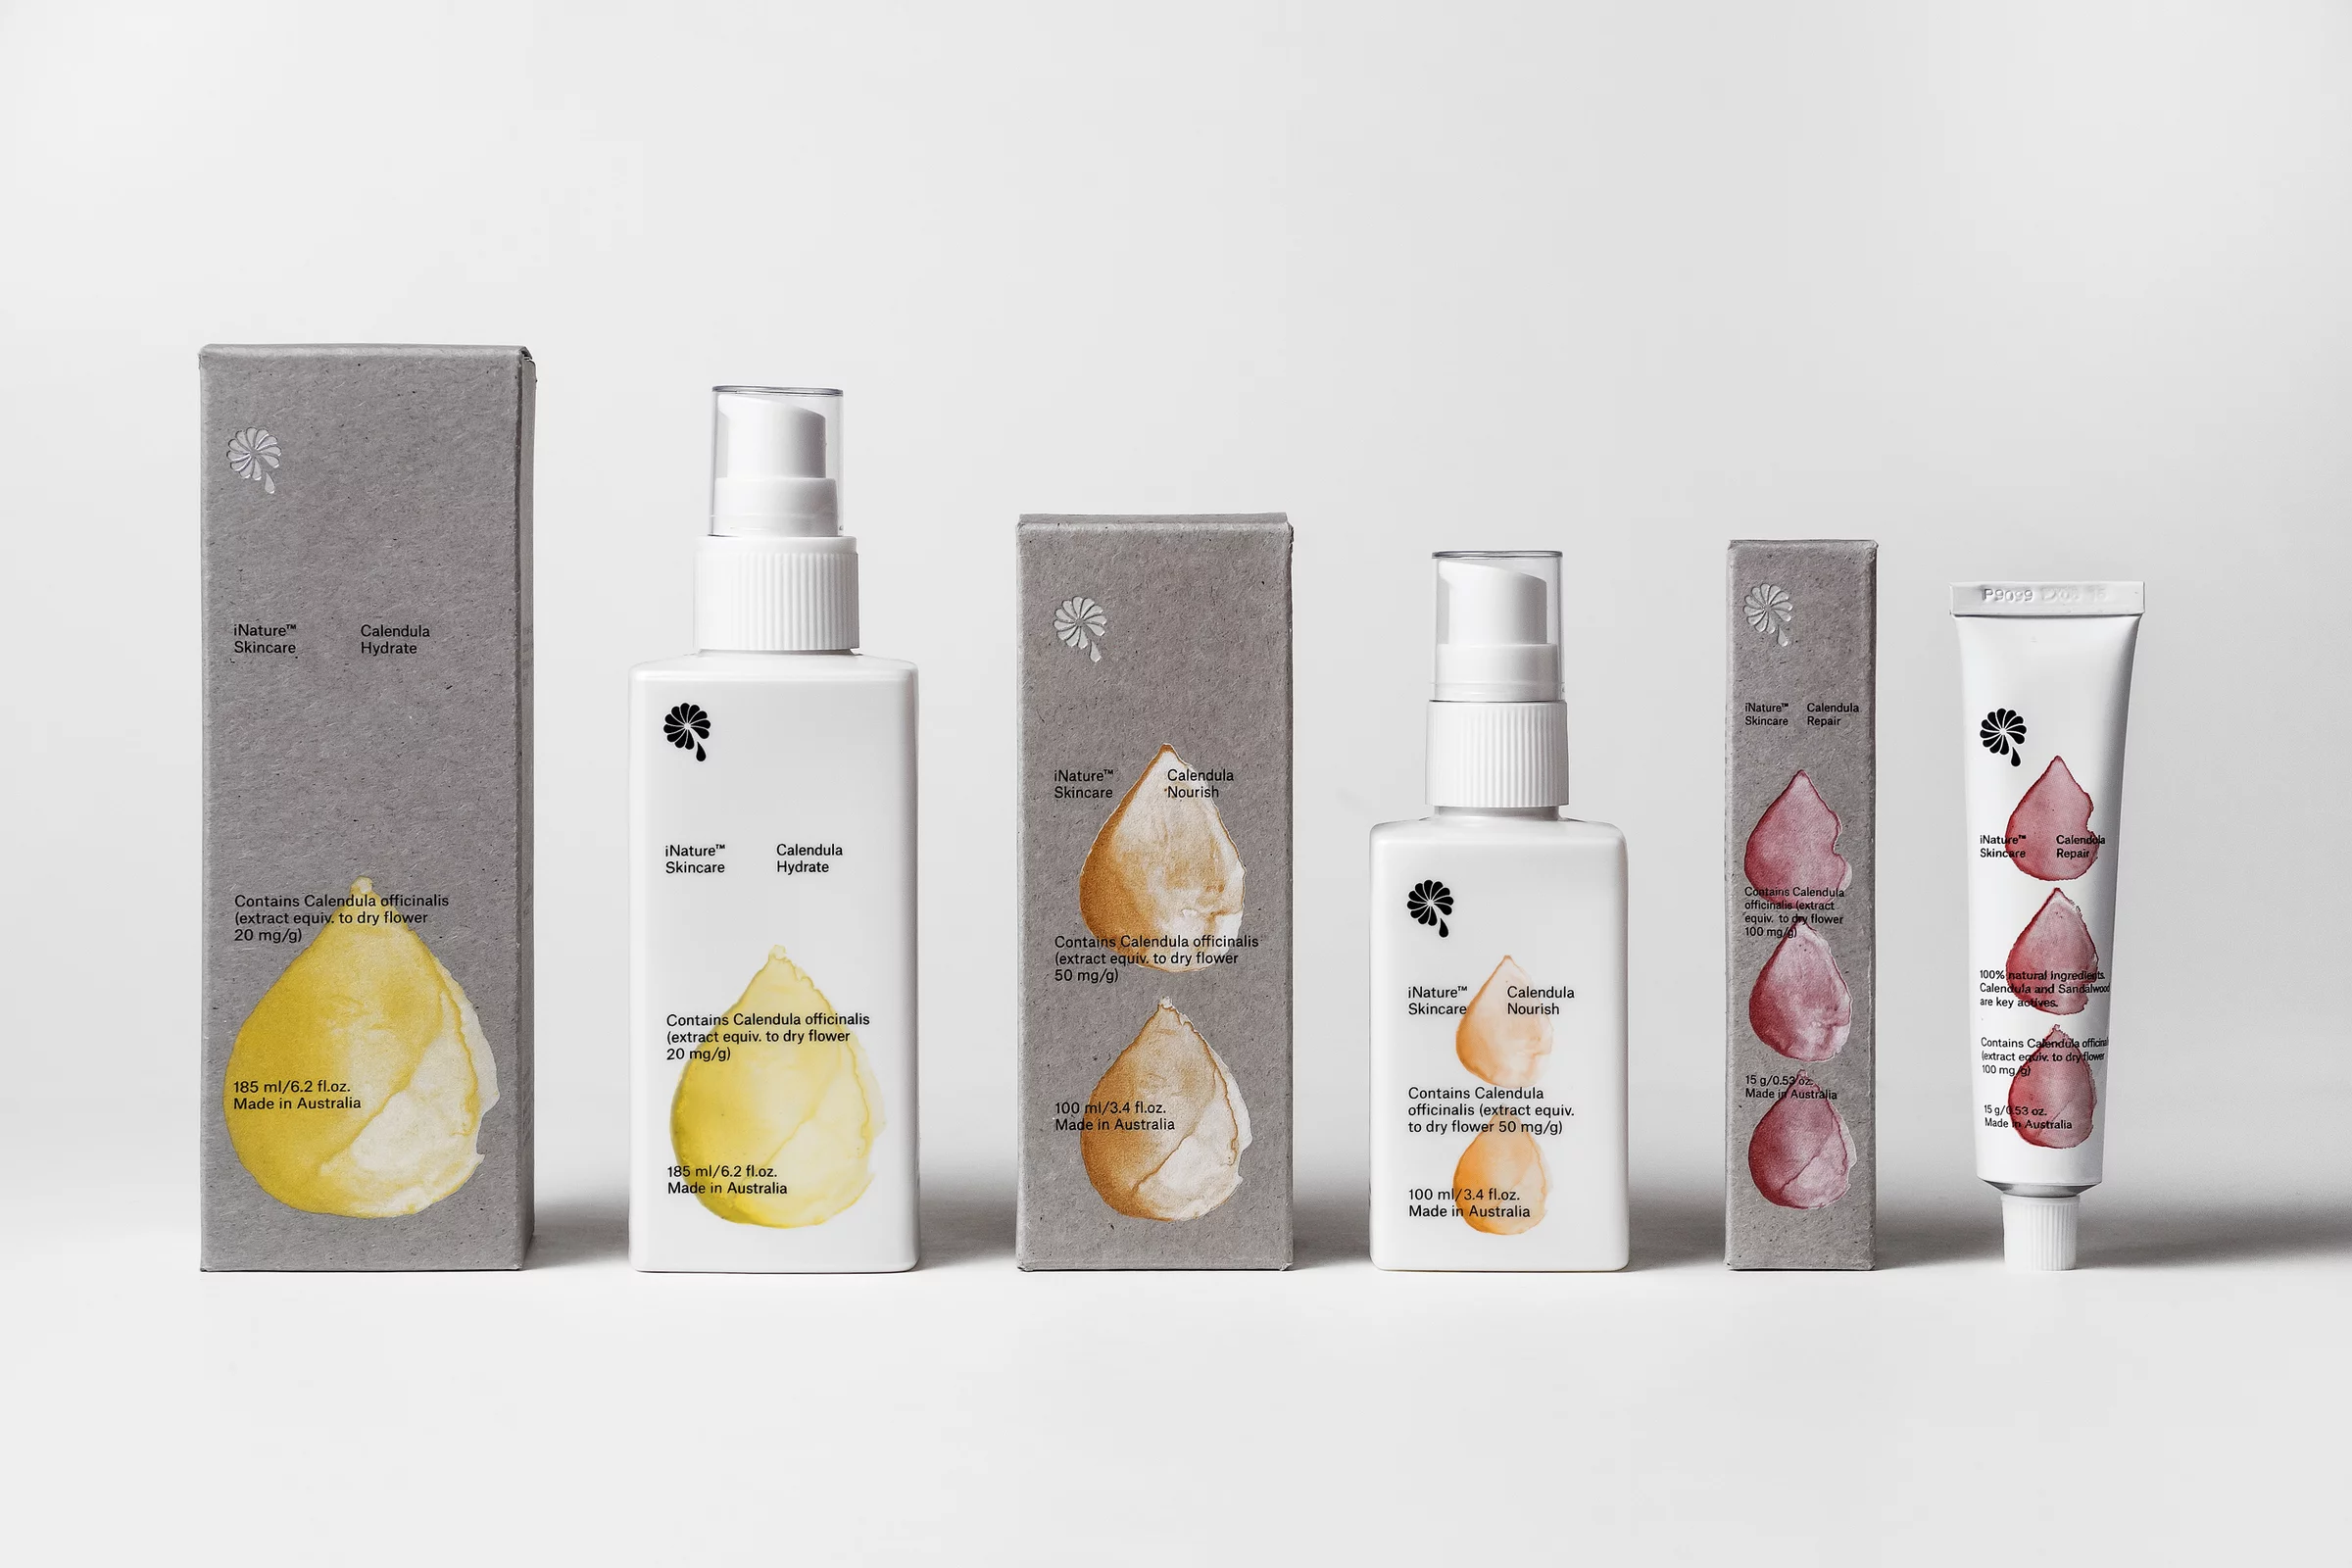 iNature™ Skincare
Calendula Hydrate
Contains Calendula officinalis
(extract equiv. to dry flower
20 mg/g)
185 ml/6.2 fl.oz.
Made in Australia
iNature™ Skincare
Calendula Hydrate
Contains Calendula officinalis
(extract equiv. to dry flower
20 mg/g)
185 ml/6.2 fl.oz.
Made in Australia
iNature™ Skincare
Calendula Nourish
Contains Calendula officinalis
(extract equiv. to dry flower
50 mg/g)
100 ml/3.4 fl.oz.
Made in Australia
iNature™ Skincare
Calendula Nourish
Contains Calendula
officinalis (extract equiv.
to dry flower 50 mg/g)
100 ml/3.4 fl.oz.
Made in Australia
iNature™ Skincare
Calendula Repair
Contains Calendula
officinalis (extract
equiv. to dry flower
100 mg/g)
15 g/0.53 oz.
Made in Australia
P9099
iNature™ Skincare
Calendula Repair
100% natural ingredients.
Calendula and Sandalwood
are key actives.
Contains Calendula
(extract equiv. to dry flower
100 mg/g)
15 g/0.53 oz.
Made in Australia